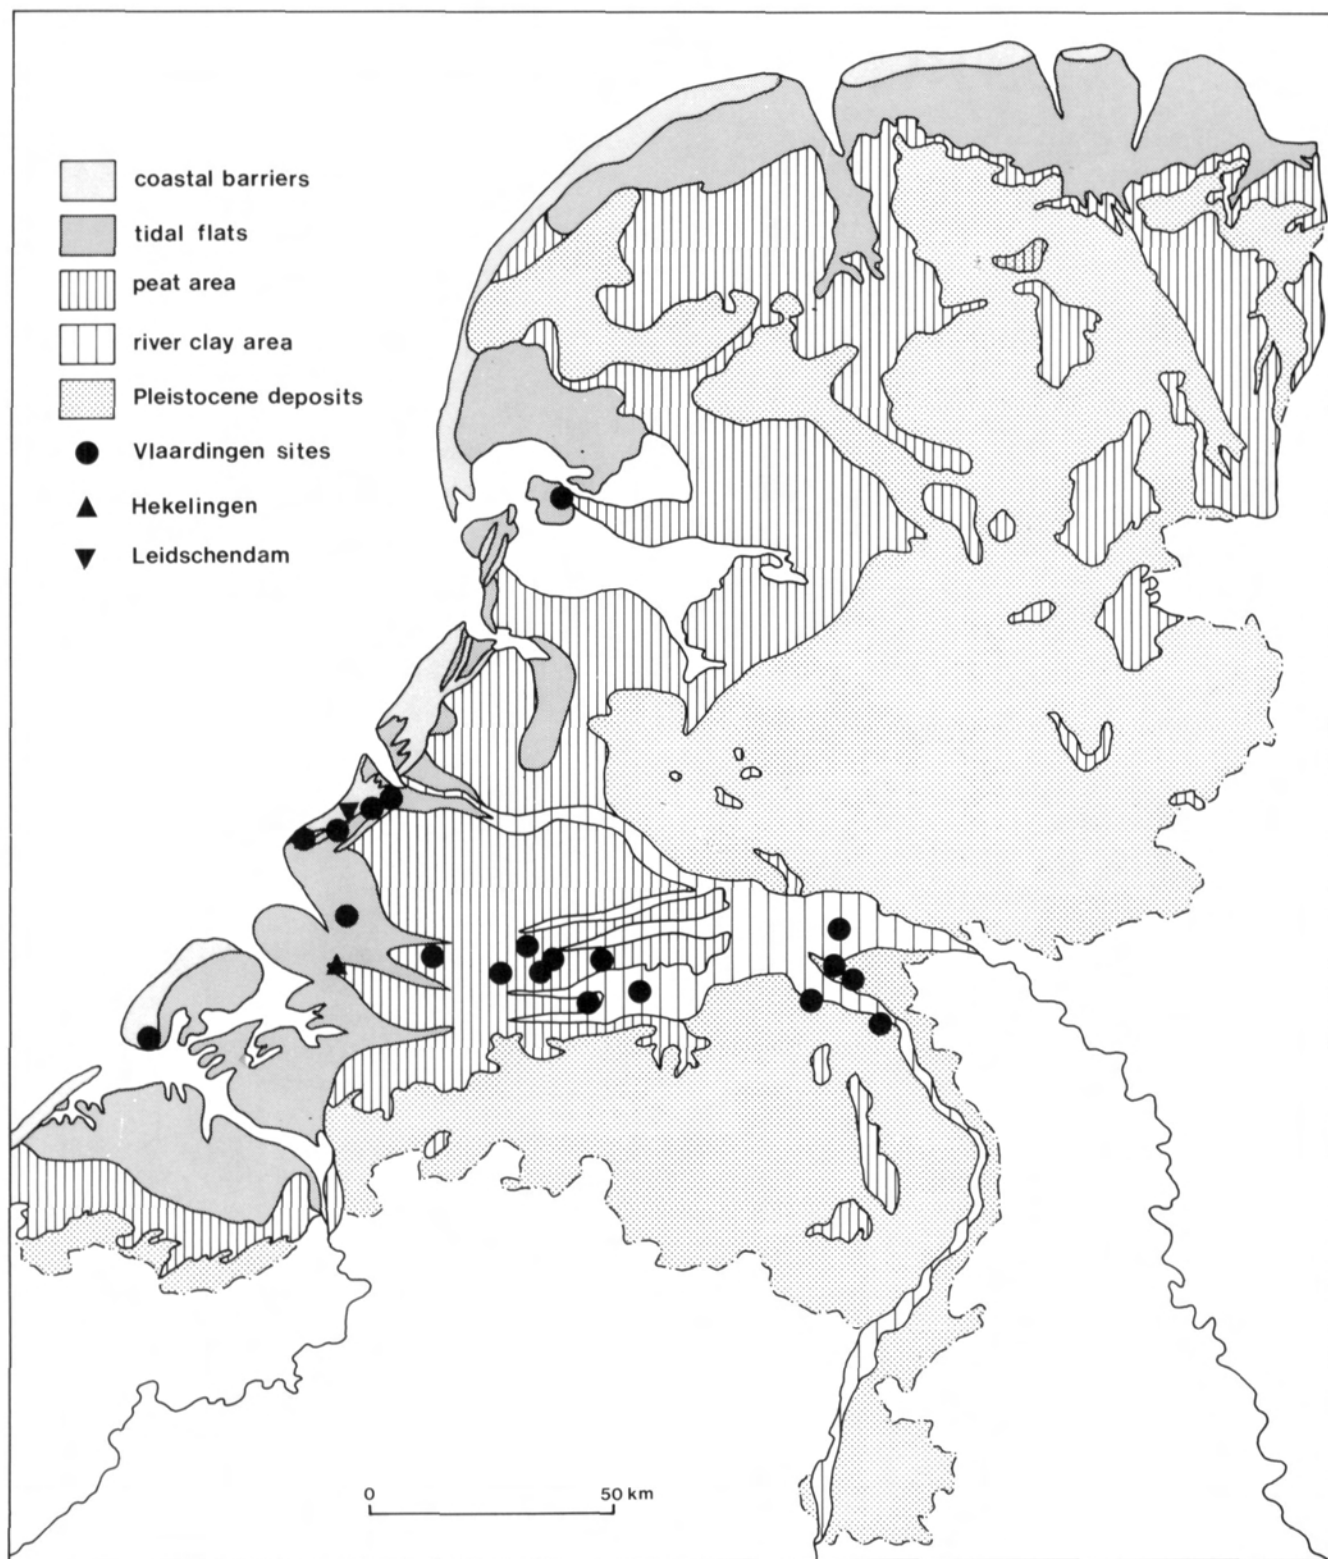 coastal barriers
tidal flats
peat area
river clay area
Pleistocene deposits
Vlaardingen sites
Hekelingen
Leidschendam
0 50 km